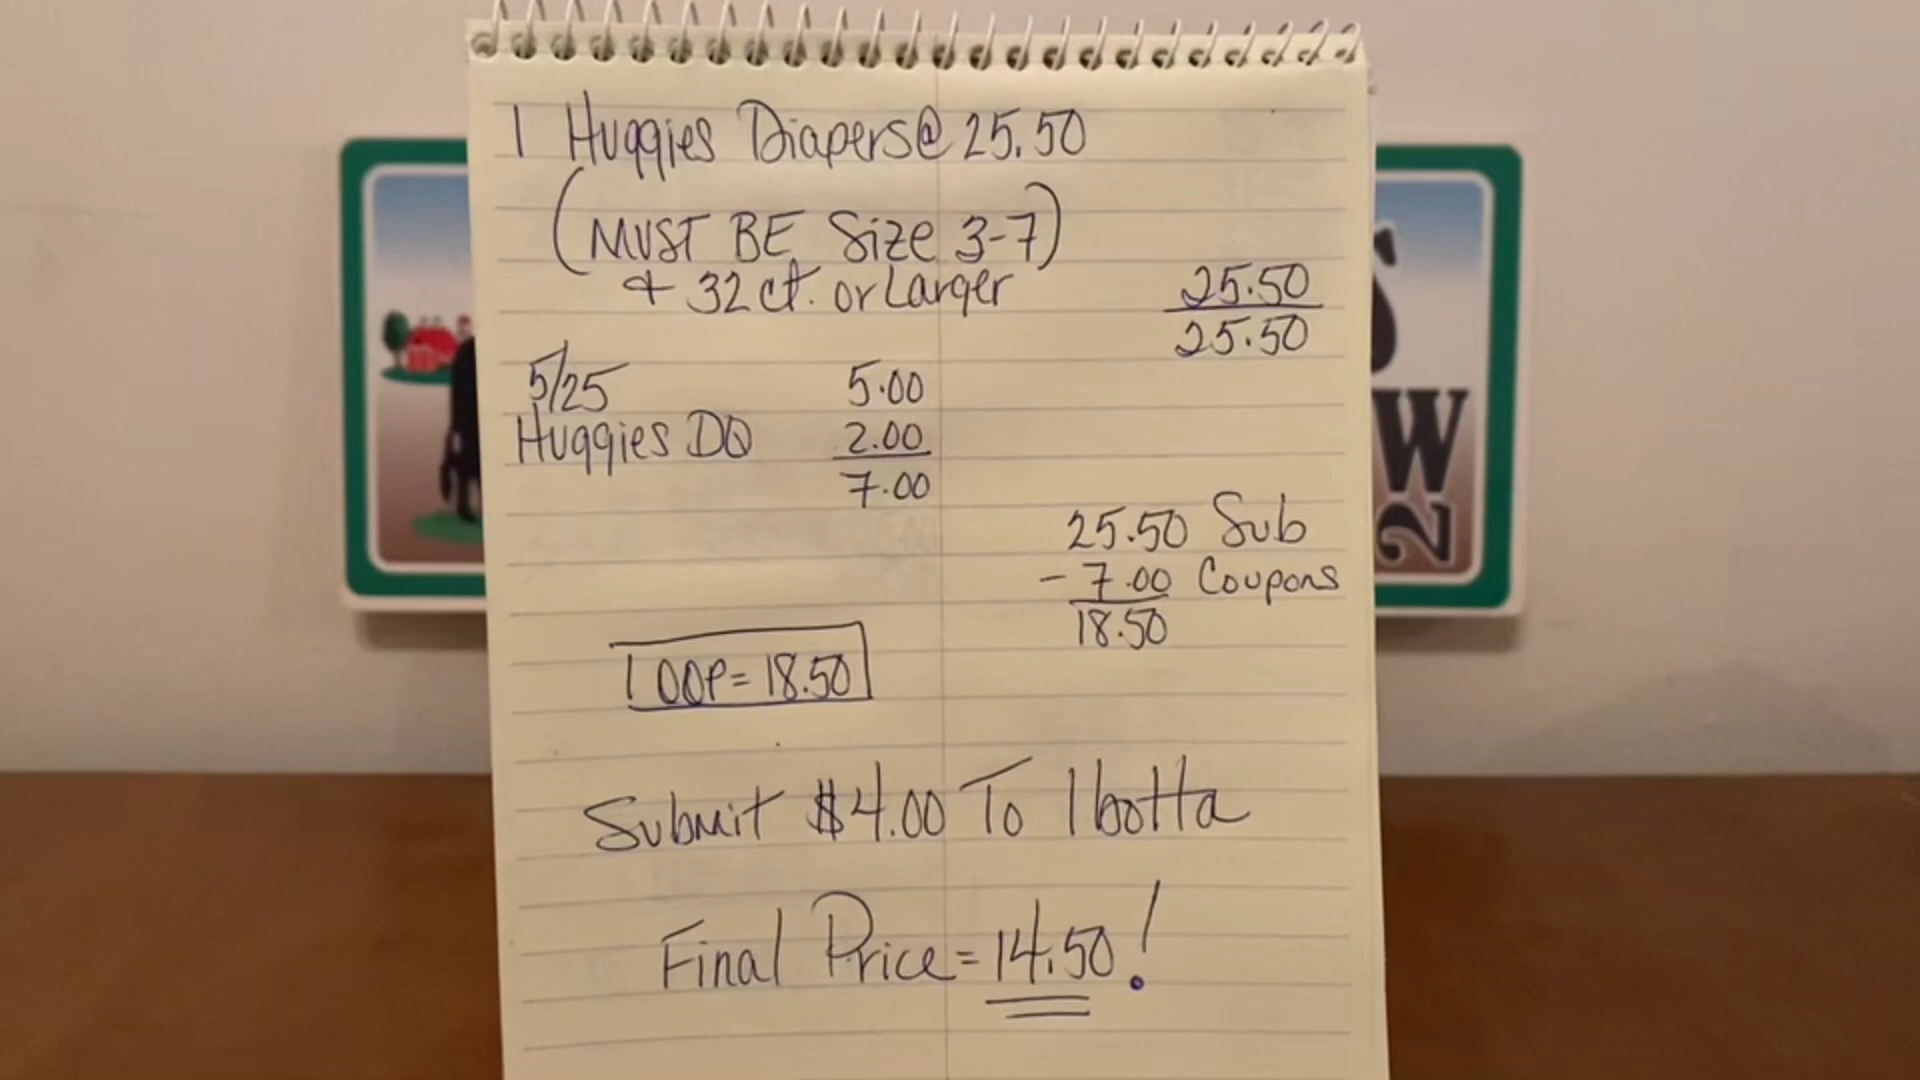 1 Huggies Diapers @ 25.50
(MUST BE Size 3-7)
+ 32 ct. or Larger
25.50
25.50
5/25 5.00
Huggies DQ 2.00
7.00
25.50 Sub
- 7.00 Coupons
18.50
OOP = 18.50
Submit $4.00 To Ibotta
Final Price = 14.50!
W
2